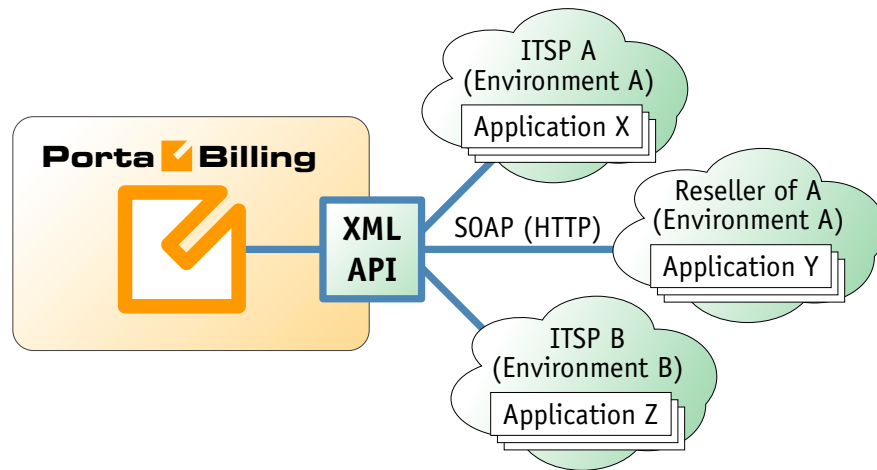 ITSP A
(Environment A)
Application X
Porta Billing
XML
API
SOAP (HTTP)
Reseller of A
(Environment A)
Application Y
ITSP B
(Environment B)
Application Z